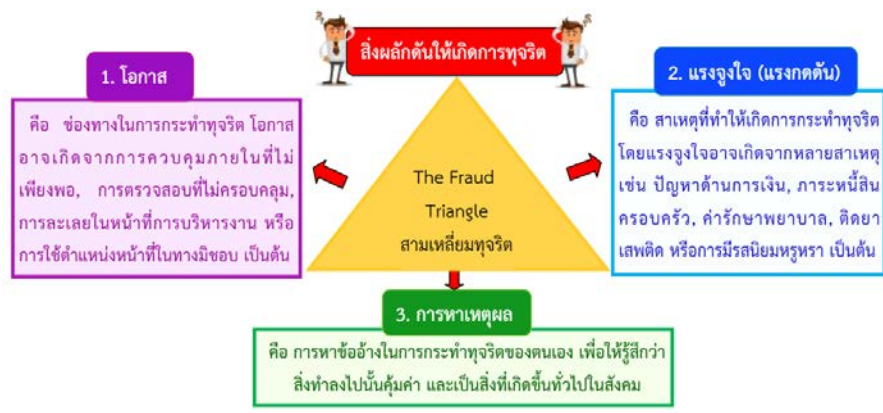 สิ่งผลักดันให้เกิดการทุจริต
1. โอกาส
คือ ช่องทางในการกระทำทุจริต โอกาส
อาจเกิดจากการควบคุมภายในที่ไม่
เพียงพอ, การตรวจสอบที่ไม่ครอบคลุม,
การละเลยในหน้าที่การบริหารงาน หรือ
การใช้ตำแหน่งหน้าที่ในทางมิชอบ เป็นต้น
2. แรงจูงใจ (แรงกดดัน)
คือ สาเหตุที่ทำให้เกิดการกระทำทุจริต
โดยแรงจูงใจอาจเกิดจากหลายสาเหตุ
เช่น ปัญหาด้านการเงิน, ภาระหนี้สิน
ครอบครัว, ค่ารักษาพยาบาล, ติดยา
เสพติด หรือการมีรสนิยมหรูหรา เป็นต้น
The Fraud
Triangle
สามเหลี่ยมทุจริต
3. การหาเหตุผล
คือ การหาข้ออ้างในการกระทำทุจริตของตนเอง เพื่อให้รู้สึกว่า
สิ่งทำลงไปนั้นคุ้มค่า และเป็นสิ่งที่เกิดขึ้นทั่วไปในสังคม